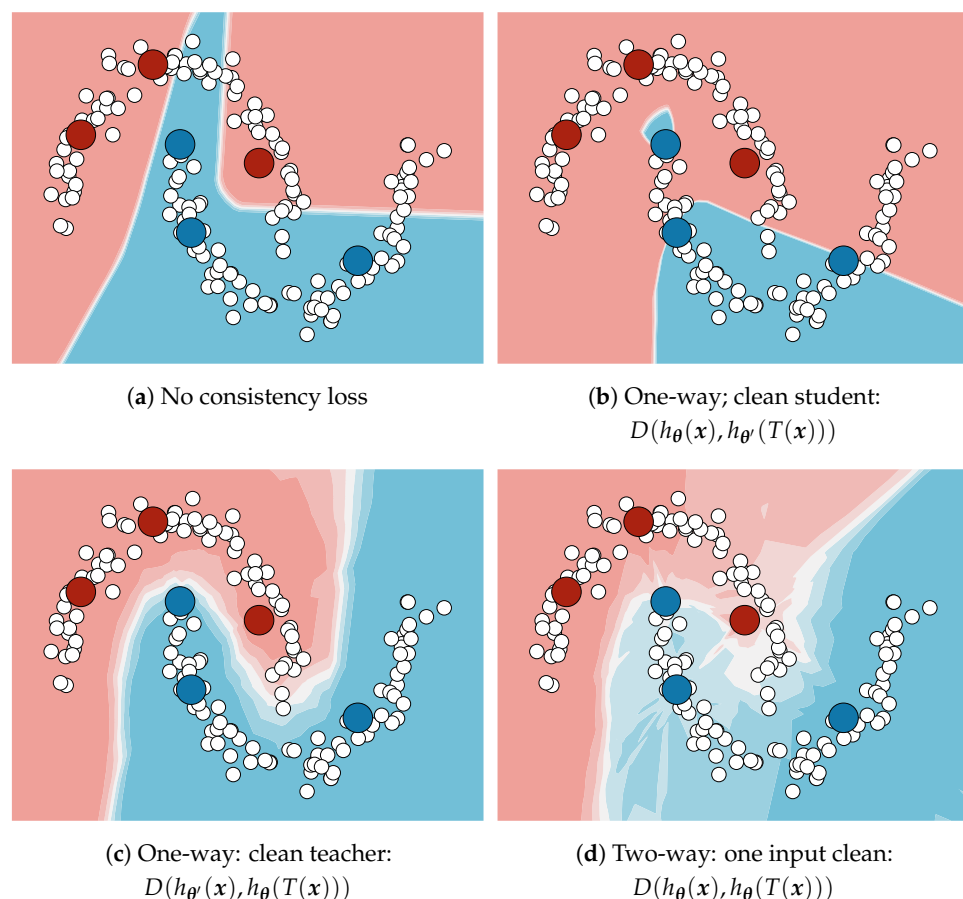 (a) No consistency loss
(b) One-way; clean student:
D(hθ(x), hθ′(T(x)))
(c) One-way: clean teacher:
D(hθ′(x), hθ(T(x)))
(d) Two-way: one input clean:
D(hθ(x), hθ(T(x)))